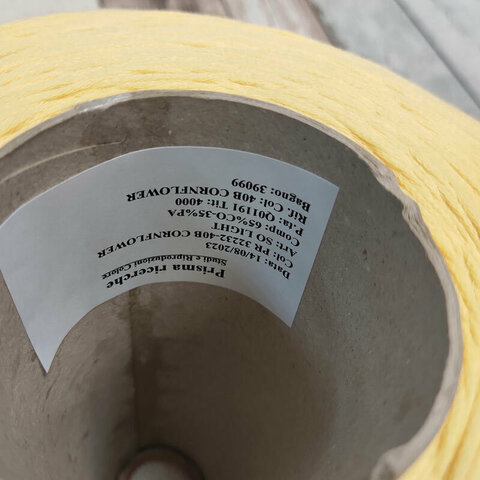 Prisma ricerche
Studi e Riproduzioni Colore
Data: 14/08/2023
Col: PR 32232-40B CORNFLOWER
Art: SO LIGHT
Comp: 65%CO-35%PA
P.ta: Q01191 Tit: 4000
Rif. Col: 40B CORNFLOWER
Bagno: 39099